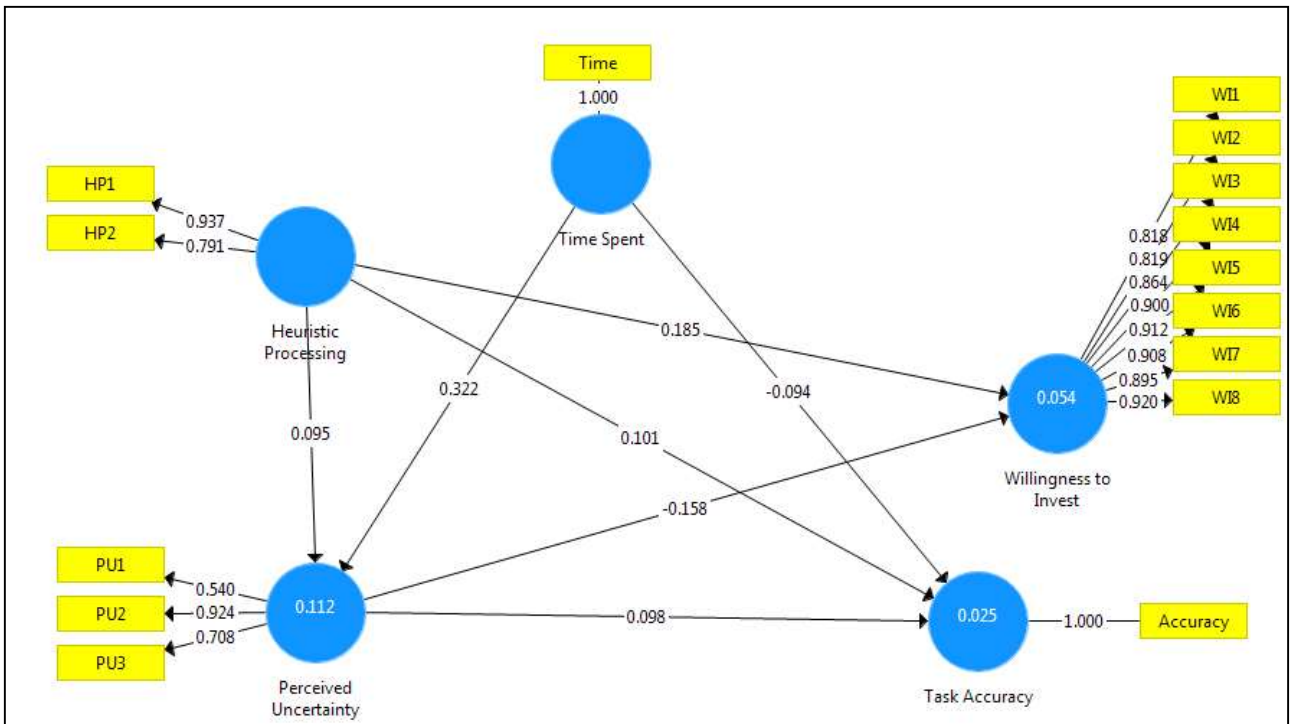 Time
1.000
Time Spent
HP1
HP2
0.937
0.791
Heuristic
Processing
WI1
WI2
WI3
WI4
WI5
WI6
WI7
WI8
0.818
0.819
0.864
0.900
0.912
0.908
0.895
0.920
0.054
Willingness to
Invest
0.185
0.322
-0.094
0.095
0.101
-0.158
PU1
PU2
PU3
0.540
0.924
0.708
0.112
Perceived
Uncertainty
0.098
0.025
1.000
Accuracy
Task Accuracy